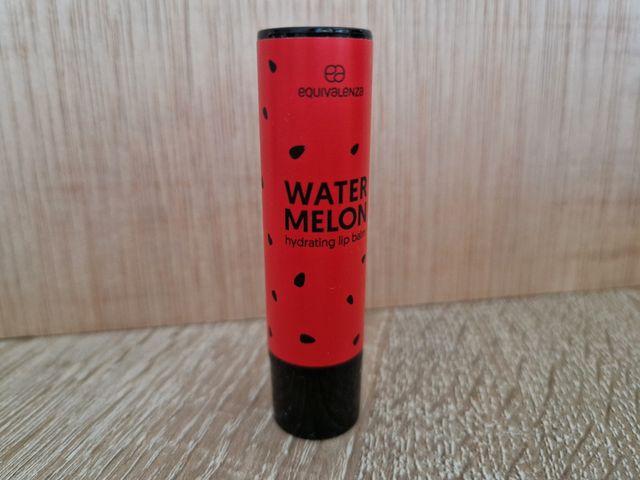 equivalenza
WATER
MELON
hydrating lip balm